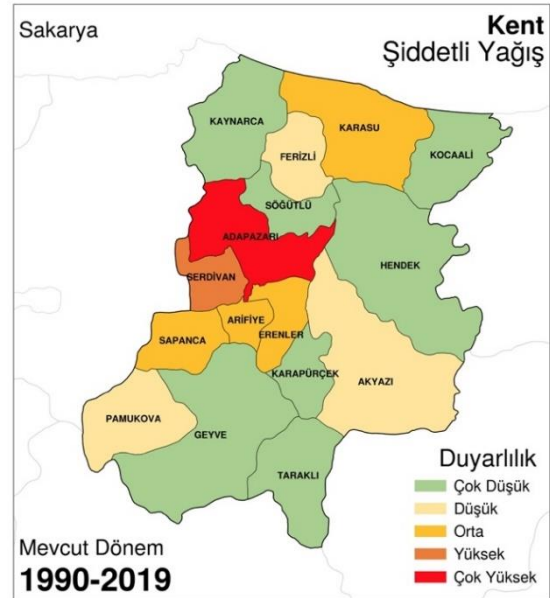 Sakarya
Kent
Şiddetli Yağış
KAYNARCA
KARASU
FERİZLİ
KOCAALİ
SÖĞÜTLÜ
ADAPAZARI
HENDEK
SERDİVAN
ARİFİYE
ERENLER
SAPANCA
KARAPÜRÇEK
AKYAZI
PAMUKOVA
GEYVE
TARAKLI
Duyarlılık
Çok Düşük
Düşük
Orta
Yüksek
Çok Yüksek
Mevcut Dönem
1990-2019